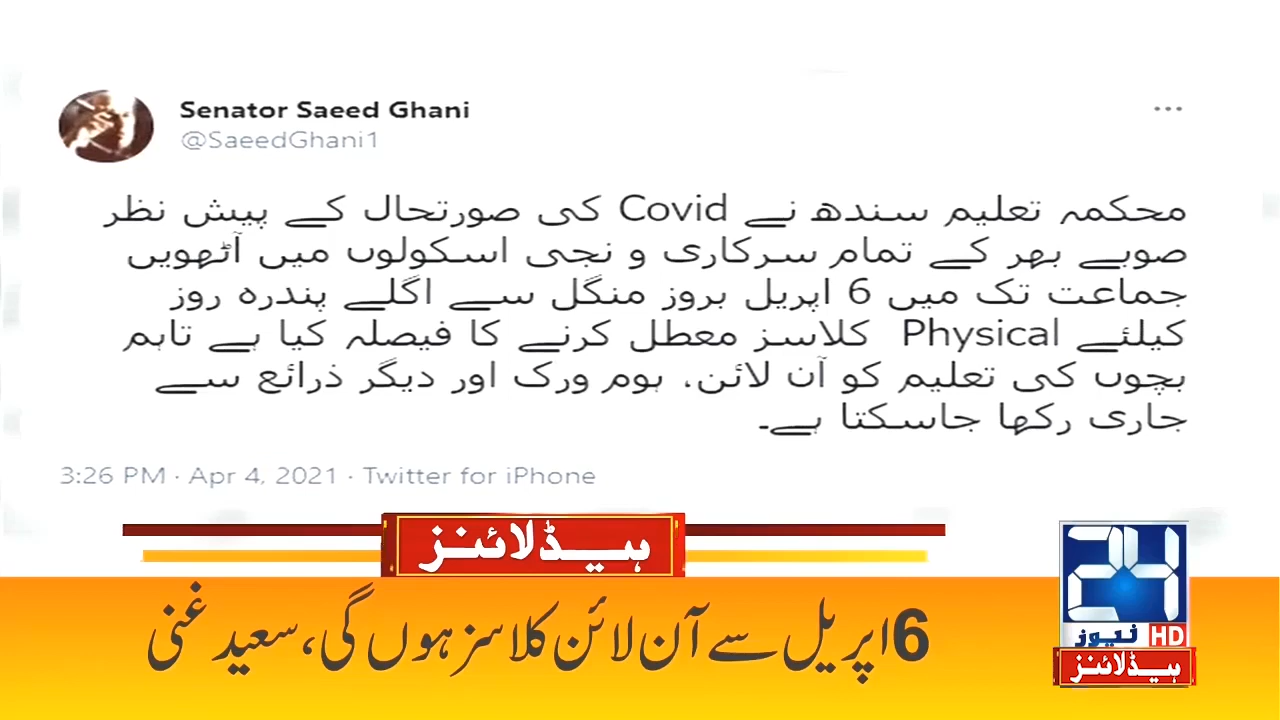 Senator Saeed Ghani
@SaeedGhani1
محکمہ تعلیم سندھ نے Covid کی صورتحال کے پیش نظر
صوبے بھر کے تمام سرکاری و نجی اسکولوں میں آٹھویں
جماعت تک میں 6 اپریل بروز منگل سے اگلے پندرہ روز
کیلئے Physical کلاسز معطل کرنے کا فیصلہ کیا ہے تاہم
بچوں کی تعلیم کو آن لائن، ہوم ورک اور دیگر ذرائع سے
جاری رکھا جاسکتا ہے۔
3:26 PM · Apr 4, 2021 · Twitter for iPhone
ہیڈلائنز
6 اپریل سے آن لائن کلاسز ہوں گی، سعید غنی
24
نیوز HD
ہیڈلائنز